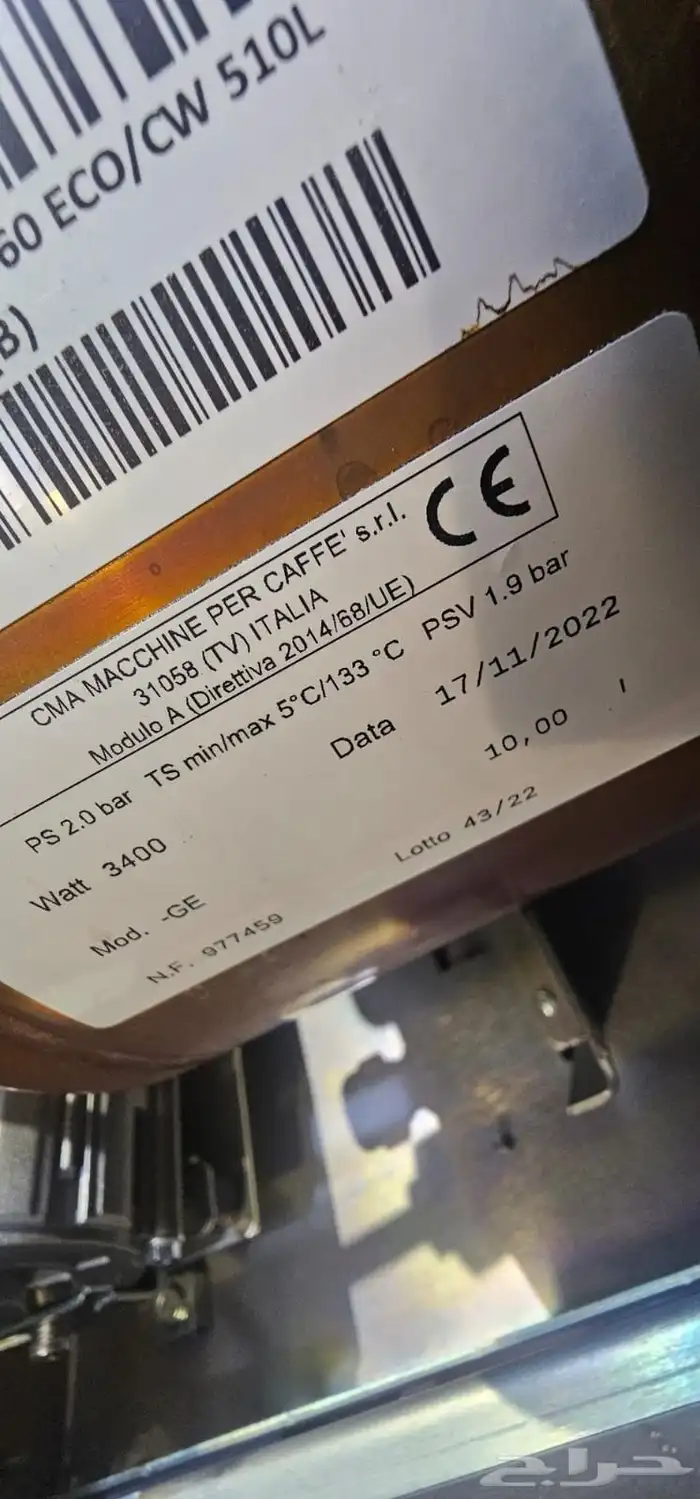 60 ECO/CW 510L
B)
CE
CMA MACCHINE PER CAFFE' s.r.l.
31058 (TV) ITALIA
Modulo A (Direttiva 2014/68/UE)
PS 2.0 bar TS min/max 5°C/133 °C PSV 1.9 bar
Watt 3400 Data 17/11/2022
Mod. -GE 10,00 l
N.F. 977459 Lotto 43/22
حراج